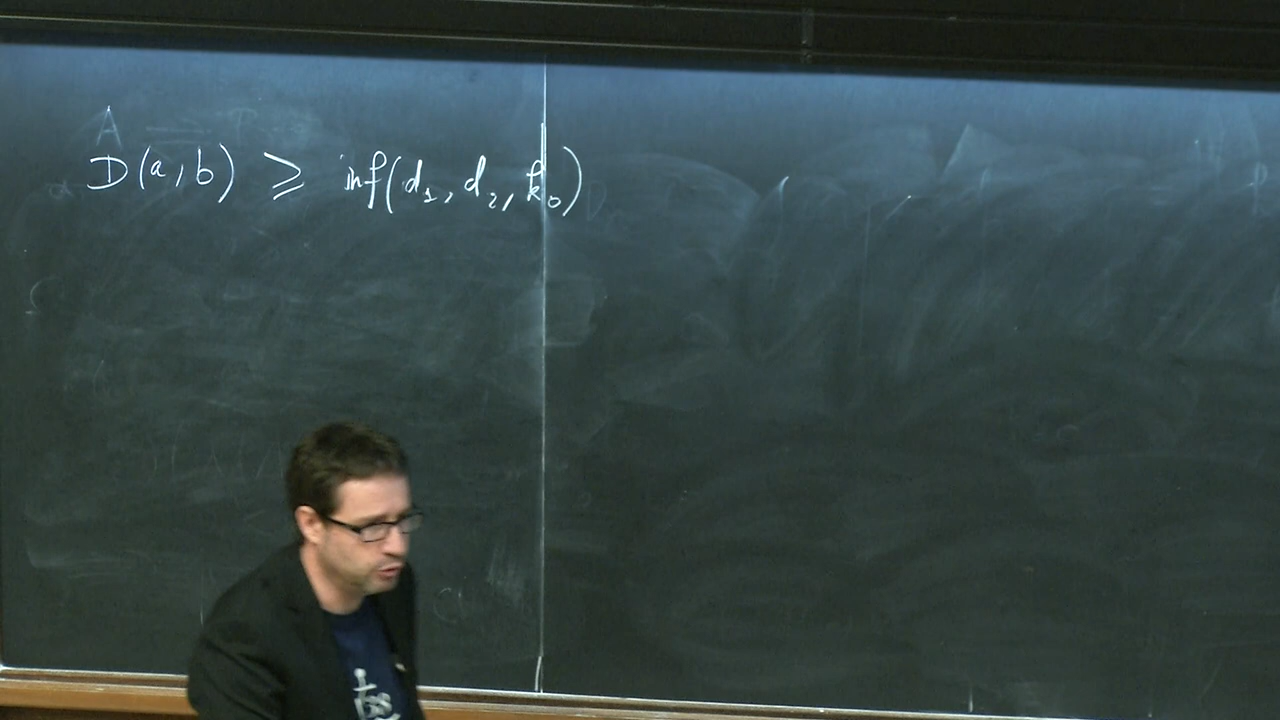 D(a,b) ⩾ inf(d₁, d₂, k₀)